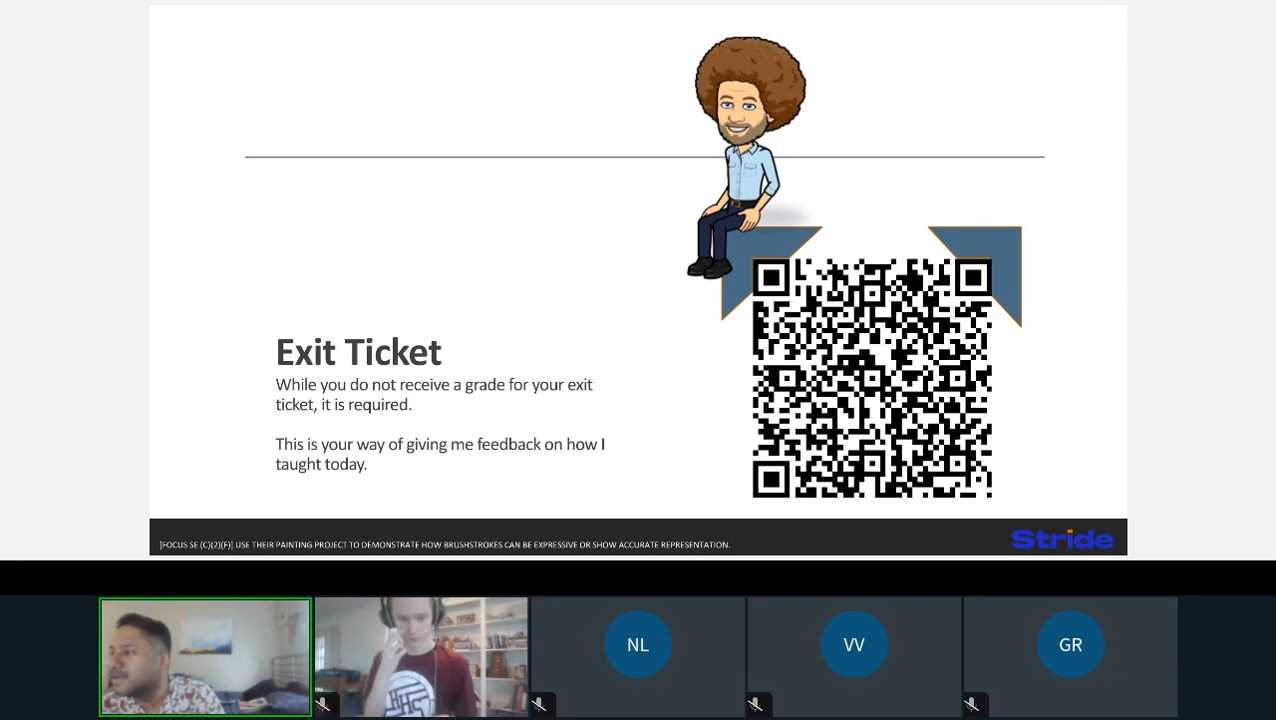 Exit Ticket
While you do not receive a grade for your exit
ticket, it is required.
This is your way of giving me feedback on how I
taught today.
[FOCUS SE (C)(2)(F)] USE THEIR PAINTING PROJECT TO DEMONSTRATE HOW BRUSHSTROKES CAN BE EXPRESSIVE OR SHOW ACCURATE REPRESENTATION.
Stride
HHS
NL
VV
GR